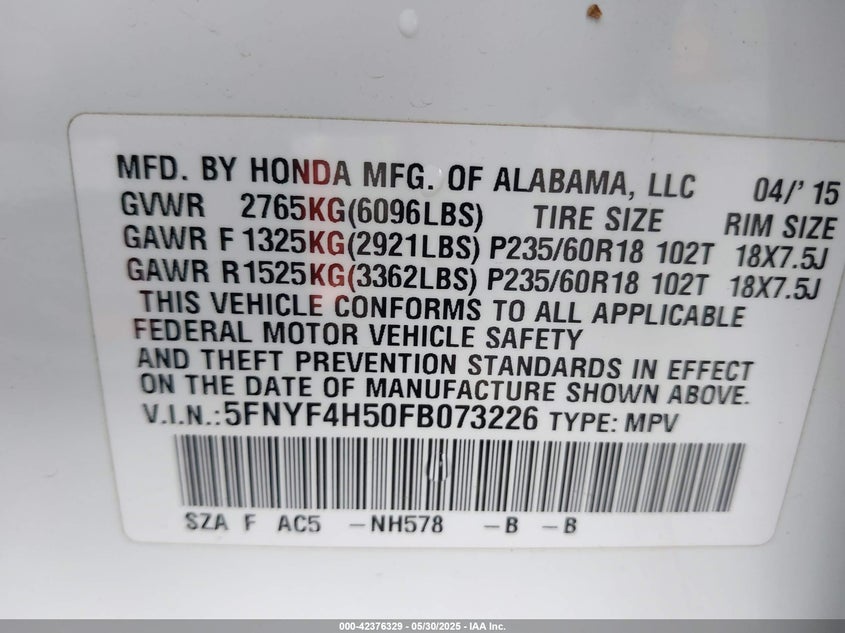 MFD. BY HONDA MFG. OF ALABAMA, LLC 04/' 15
GVWR 2765KG(6096LBS) TIRE SIZE RIM SIZE
GAWR F 1325KG(2921LBS) P235/60R18 102T 18X7.5J
GAWR R1525KG(3362LBS) P235/60R18 102T 18X7.5J
THIS VEHICLE CONFORMS TO ALL APPLICABLE
FEDERAL MOTOR VEHICLE SAFETY
AND THEFT PREVENTION STANDARDS IN EFFECT
ON THE DATE OF MANUFACTURE SHOWN ABOVE.
V.I.N.:5FNYF4H50FB073226 TYPE: MPV
SZA F AC5 -NH578 -B -B
000-42376329 — 05/30/2025 — IAA Inc.